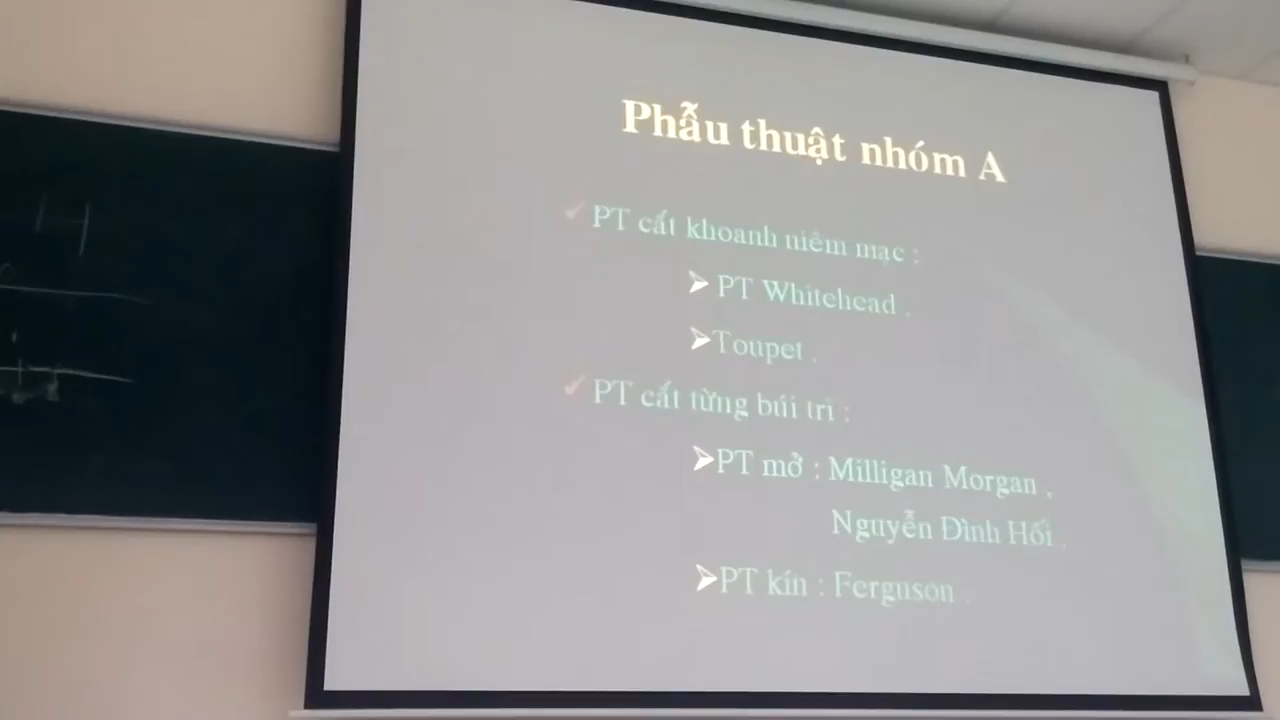 Phẫu thuật nhóm A
✓ PT cắt khoanh niêm mạc :
➢ PT Whitehead .
➢Toupet .
✓ PT cắt từng búi trĩ :
➢PT mở : Milligan Morgan ,
Nguyễn Đình Hối .
➢PT kín : Ferguson .